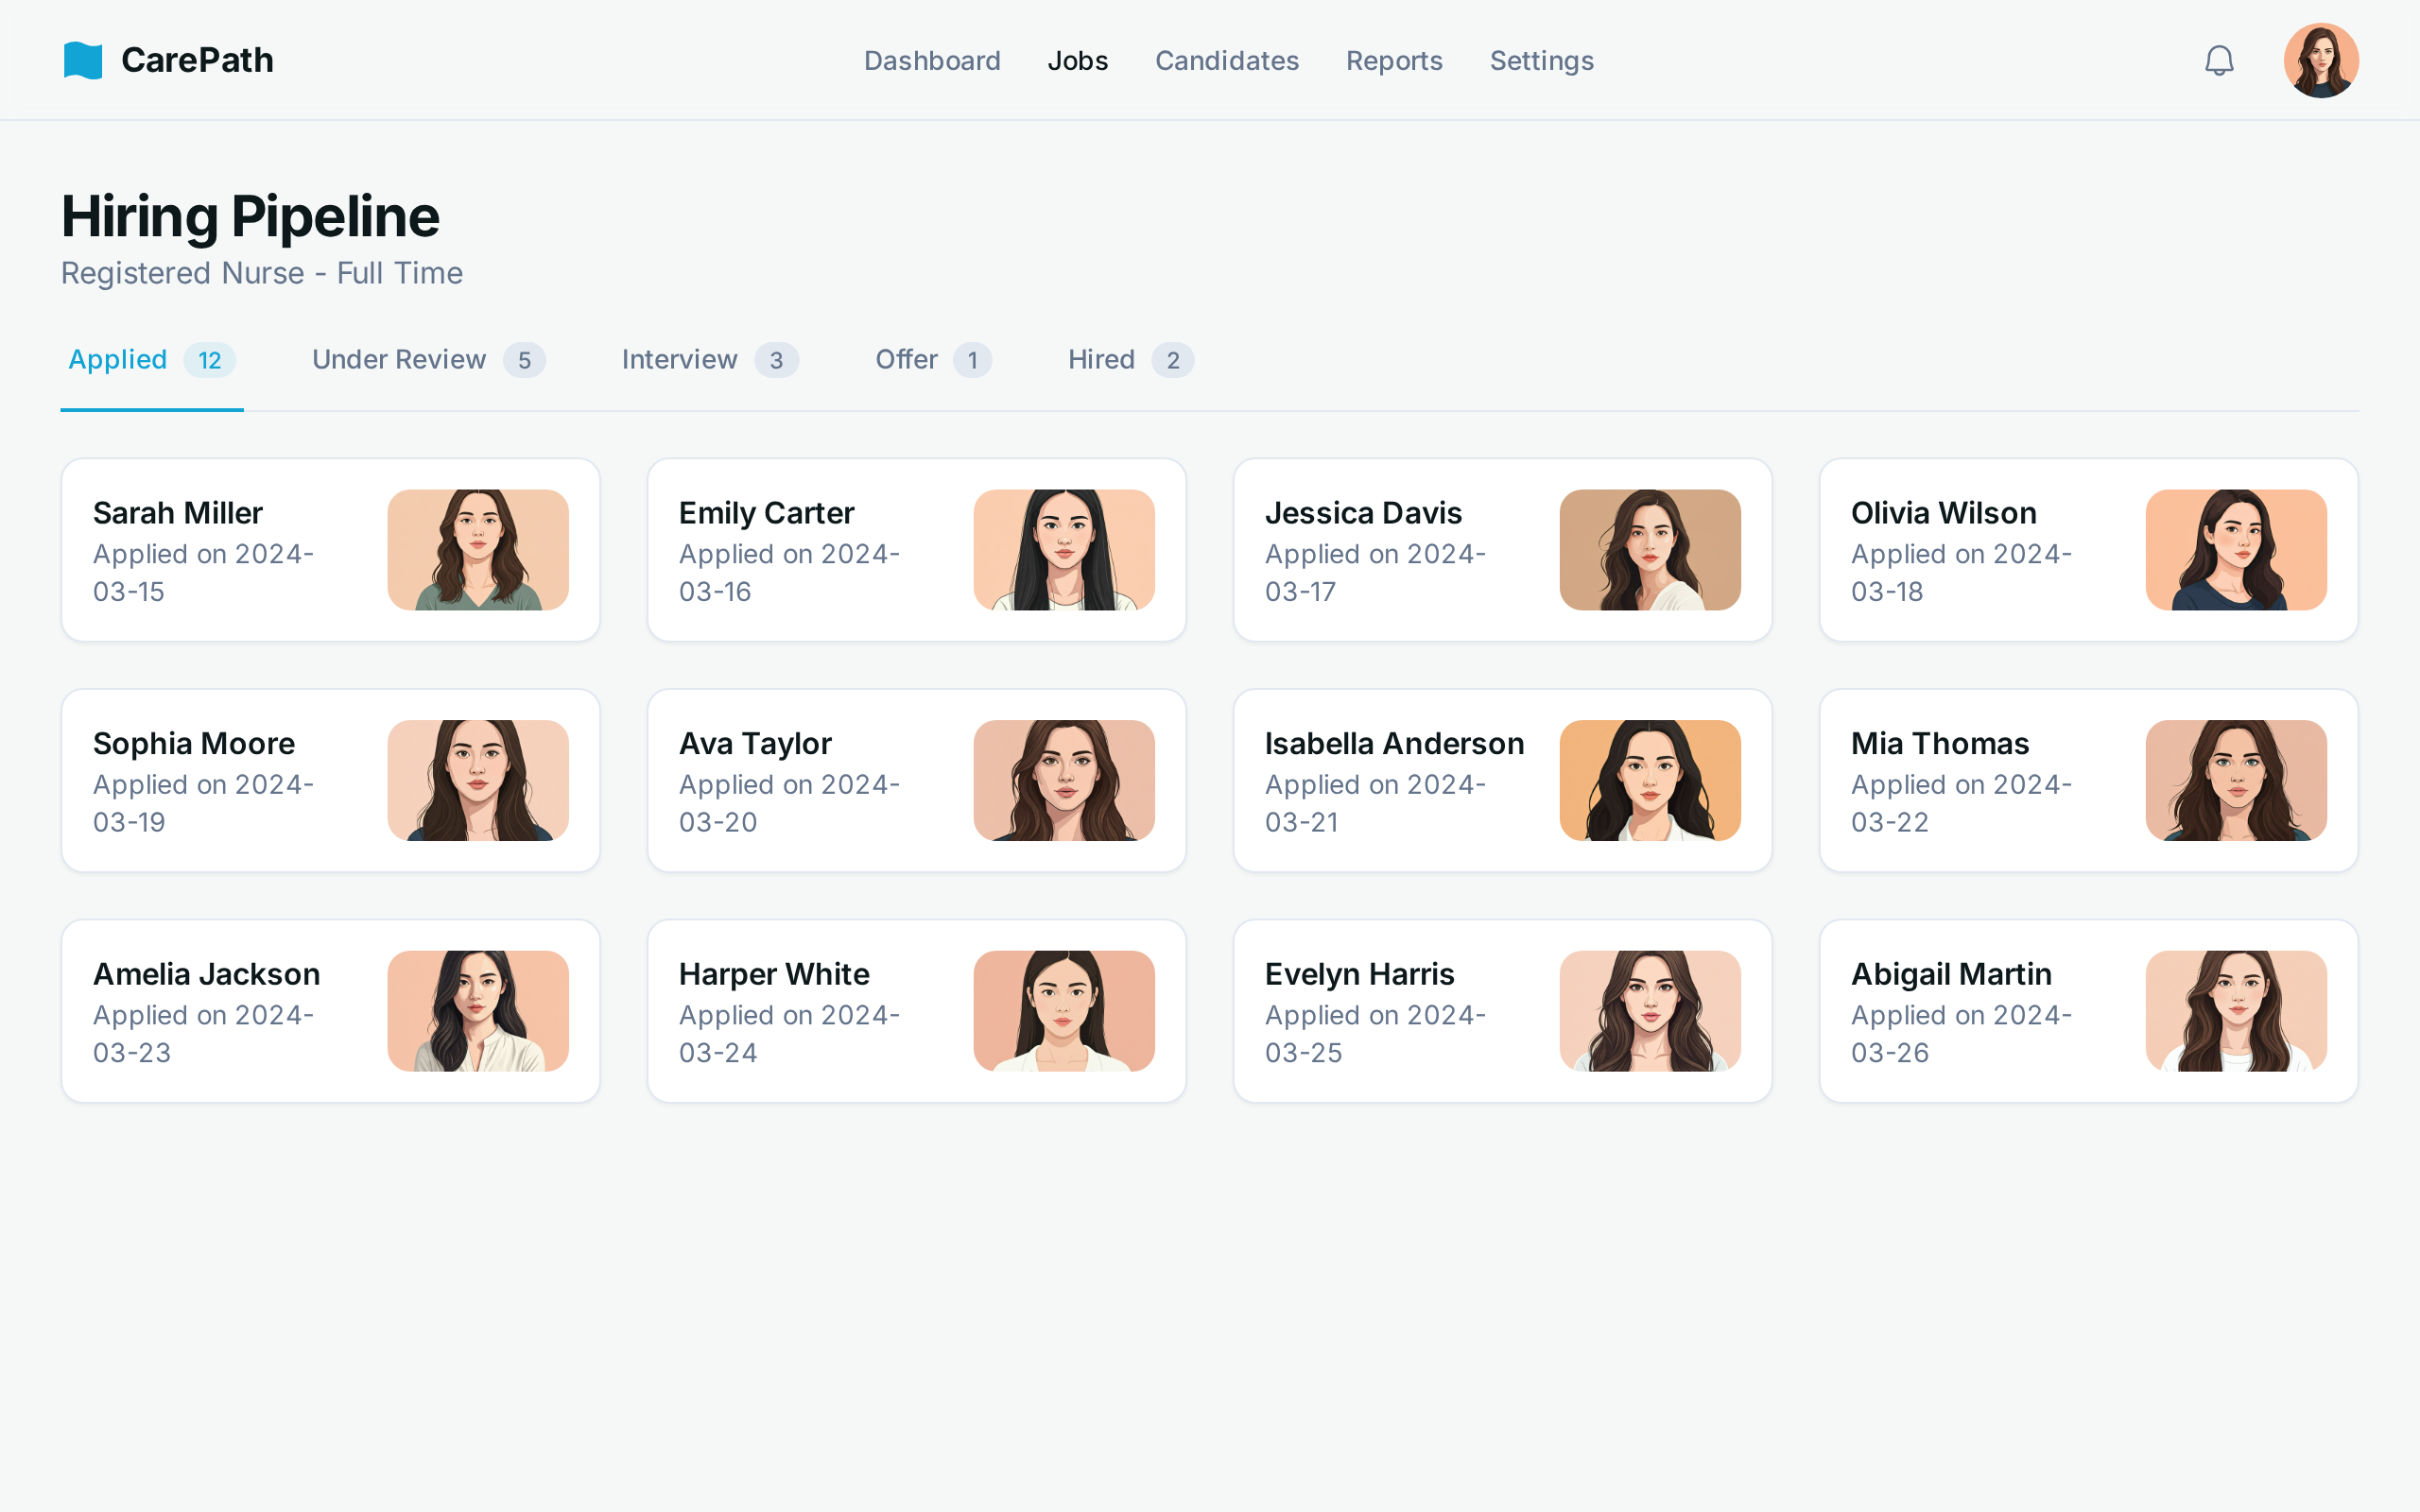 CarePath
Dashboard Jobs Candidates Reports Settings
Hiring Pipeline
Registered Nurse - Full Time
Applied 12 Under Review 5 Interview 3 Offer 1 Hired 2
Sarah Miller
Applied on 2024-
03-15
Emily Carter
Applied on 2024-
03-16
Jessica Davis
Applied on 2024-
03-17
Olivia Wilson
Applied on 2024-
03-18
Sophia Moore
Applied on 2024-
03-19
Ava Taylor
Applied on 2024-
03-20
Isabella Anderson
Applied on 2024-
03-21
Mia Thomas
Applied on 2024-
03-22
Amelia Jackson
Applied on 2024-
03-23
Harper White
Applied on 2024-
03-24
Evelyn Harris
Applied on 2024-
03-25
Abigail Martin
Applied on 2024-
03-26